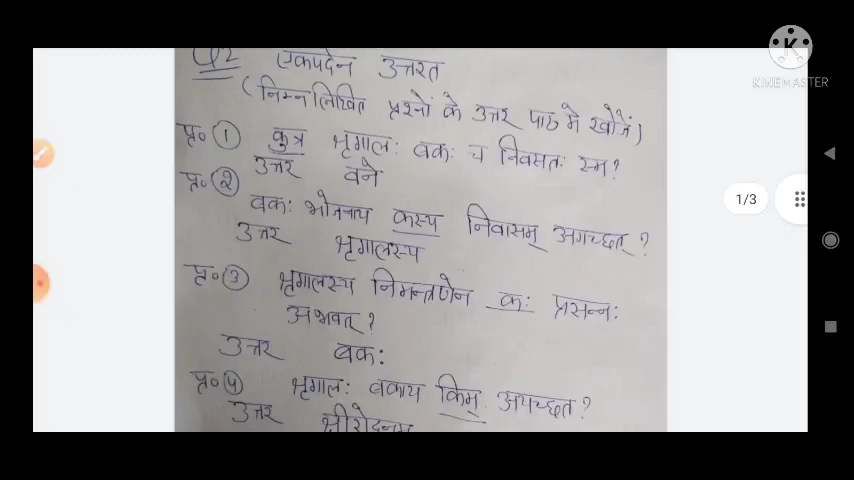 Q2 एकपदेन उत्तरत
(निम्नलिखित प्रश्नों के उत्तर पाठ मे खोजें)
प्र० ① कुत्र शृगालः बकः च निवसतः स्म?
उत्तर वने
प्र० ②
बकः भोजनाय कस्य निवासम् अगच्छत् ?
उत्तर शृगालस्य
प्र० ③ शृगालस्य निमन्त्रणेन कः प्रसन्नः
अभवत् ?
उत्तर बकः
प्र० ④ शृगालः बकाय किम् अयच्छत ?
उत्तर क्षीरोदनम्
K
KINEMASTER
1/3